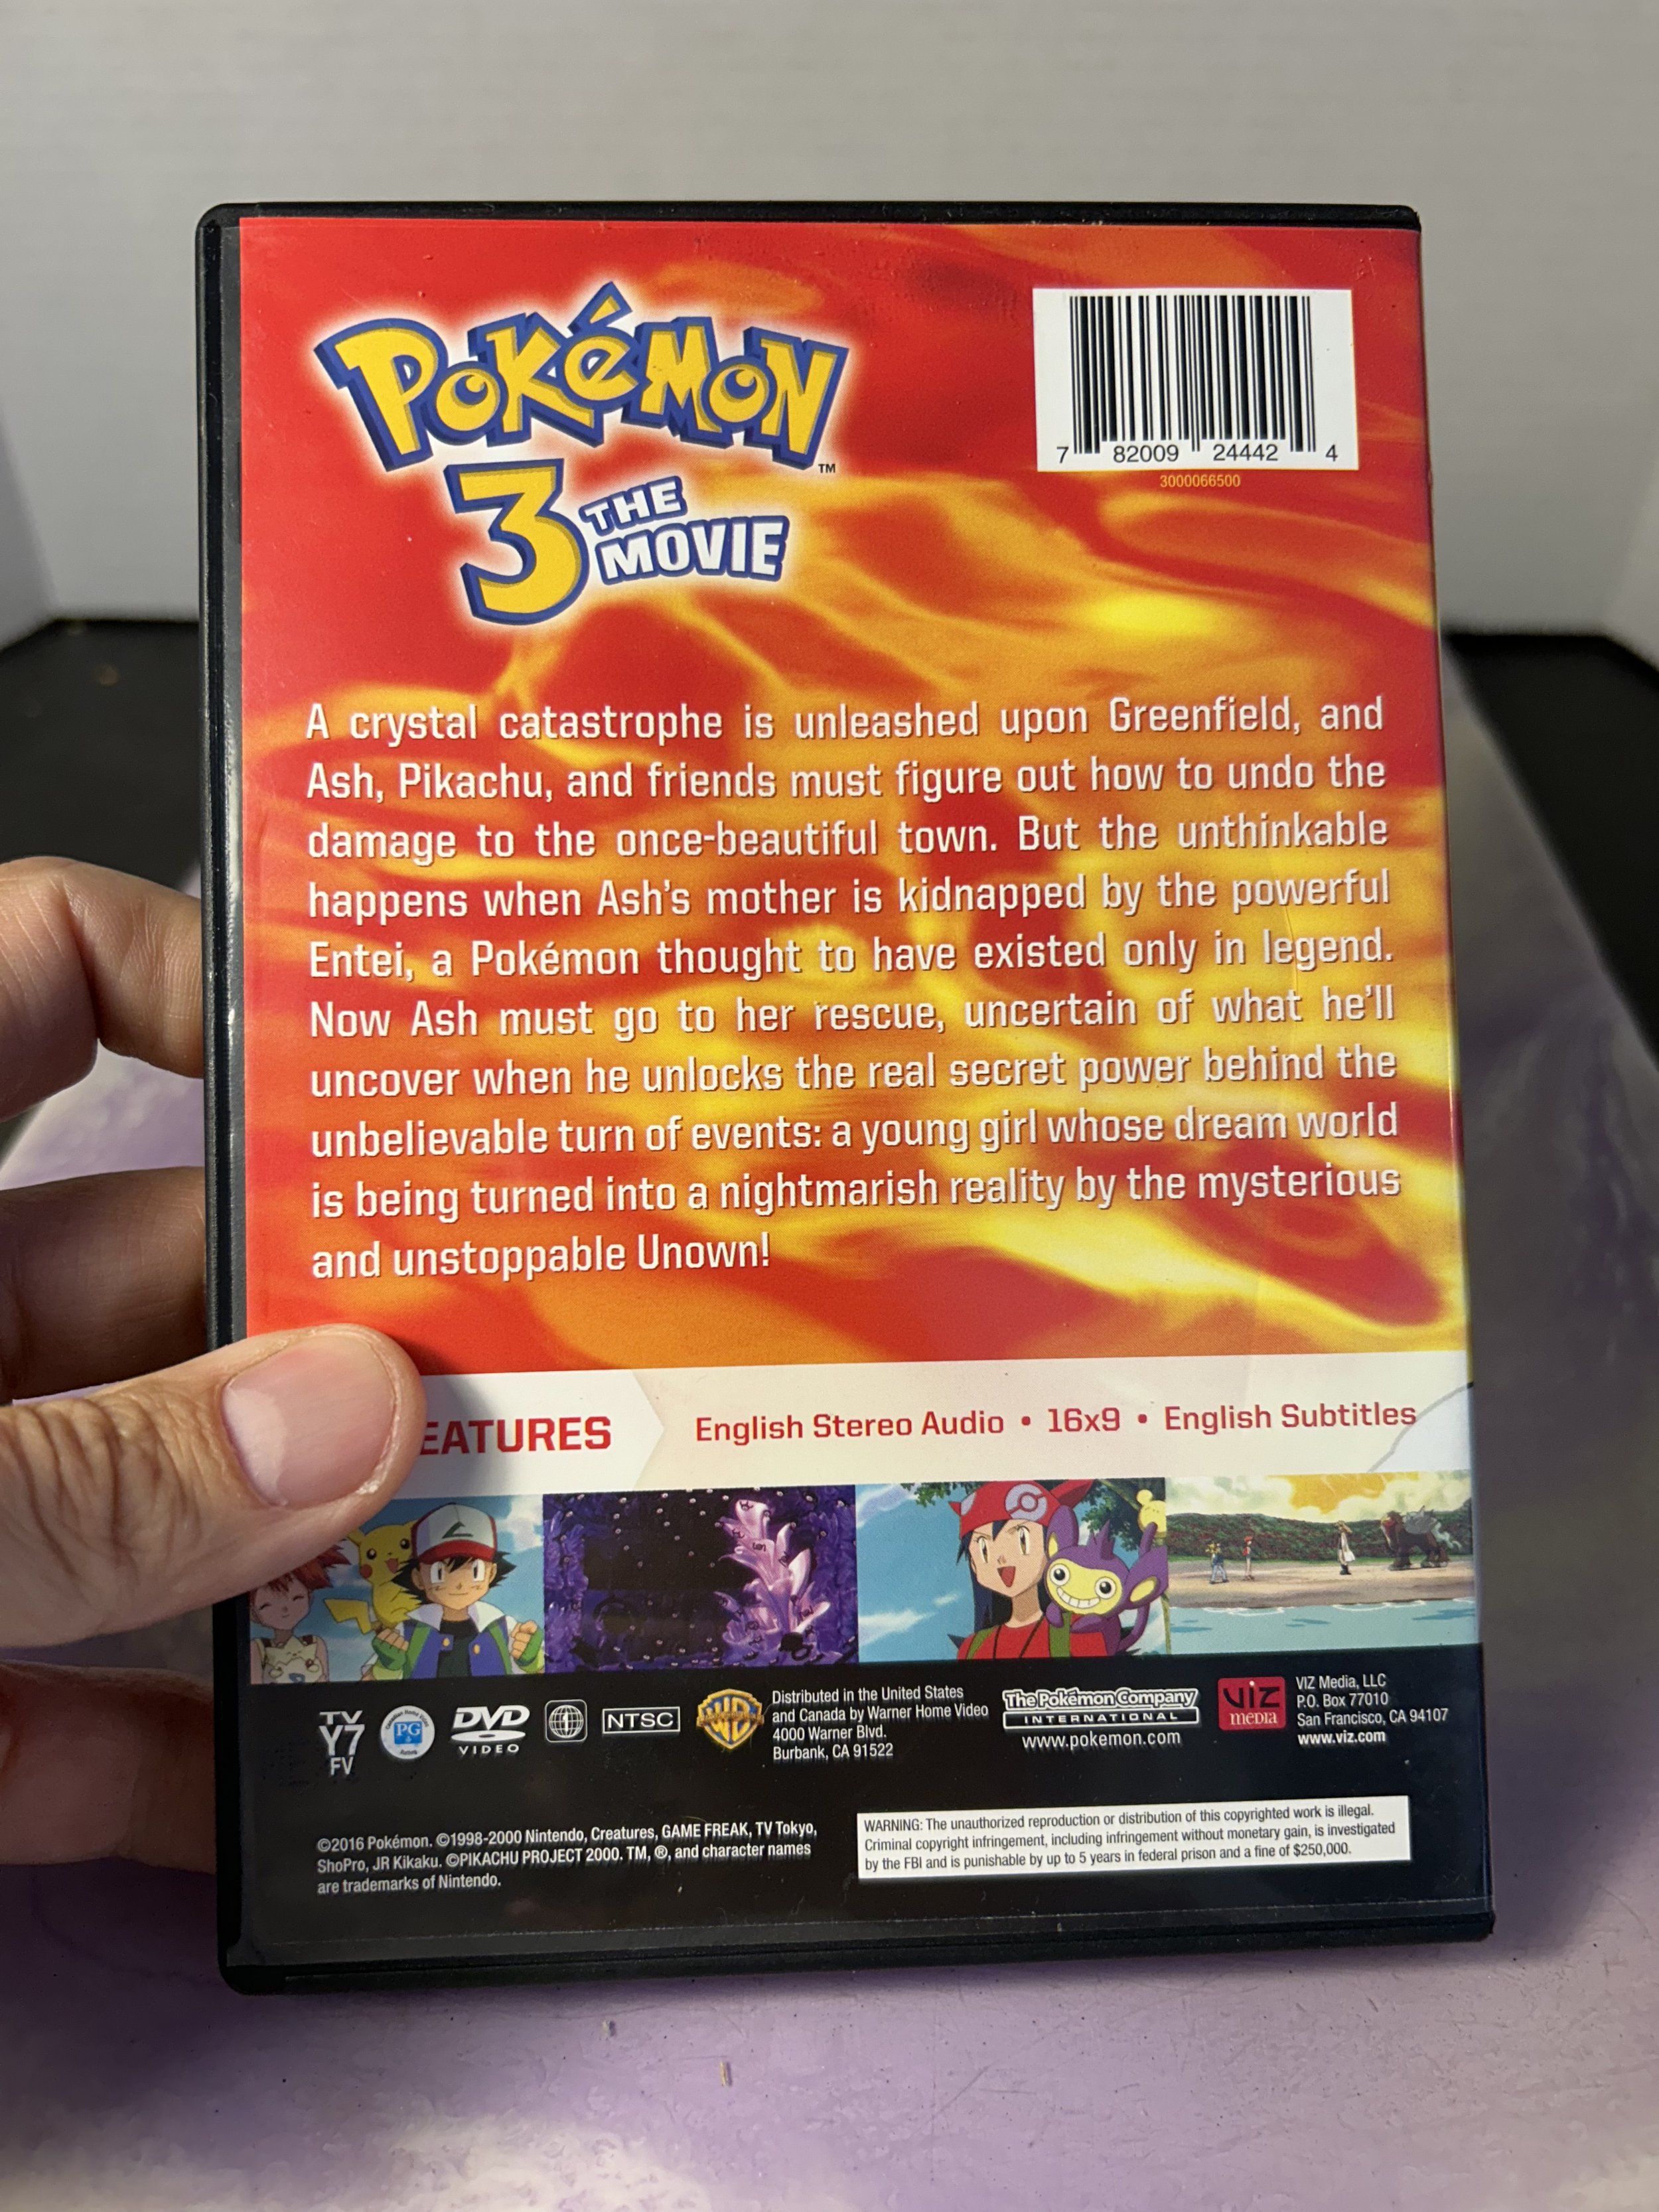 POKéMON
™
3 THE
MOVIE
7 82009 24442 4
3000066500
A crystal catastrophe is unleashed upon Greenfield, and
Ash, Pikachu, and friends must figure out how to undo the
damage to the once-beautiful town. But the unthinkable
happens when Ash's mother is kidnapped by the powerful
Entei, a Pokémon thought to have existed only in legend.
Now Ash must go to her rescue, uncertain of what he'll
uncover when he unlocks the real secret power behind the
unbelievable turn of events: a young girl whose dream world
is being turned into a nightmarish reality by the mysterious
and unstoppable Unown!
EATURES
English Stereo Audio • 16x9 • English Subtitles
TV
Y7
FV
PG
DVD
VIDEO
1
NTSC
WB
Distributed in the United States
and Canada by Warner Home Video
4000 Warner Blvd.
Burbank, CA 91522
The Pokémon Company
INTERNATIONAL
www.pokemon.com
VIZ
media
VIZ Media, LLC
P.O. Box 77010
San Francisco, CA 94107
www.viz.com
©2016 Pokémon. ©1998-2000 Nintendo, Creatures, GAME FREAK, TV Tokyo,
ShoPro, JR Kikaku. ©PIKACHU PROJECT 2000. TM, ®, and character names
are trademarks of Nintendo.
WARNING: The unauthorized reproduction or distribution of this copyrighted work is illegal.
Criminal copyright infringement, including infringement without monetary gain, is investigated
by the FBI and is punishable by up to 5 years in federal prison and a fine of $250,000.